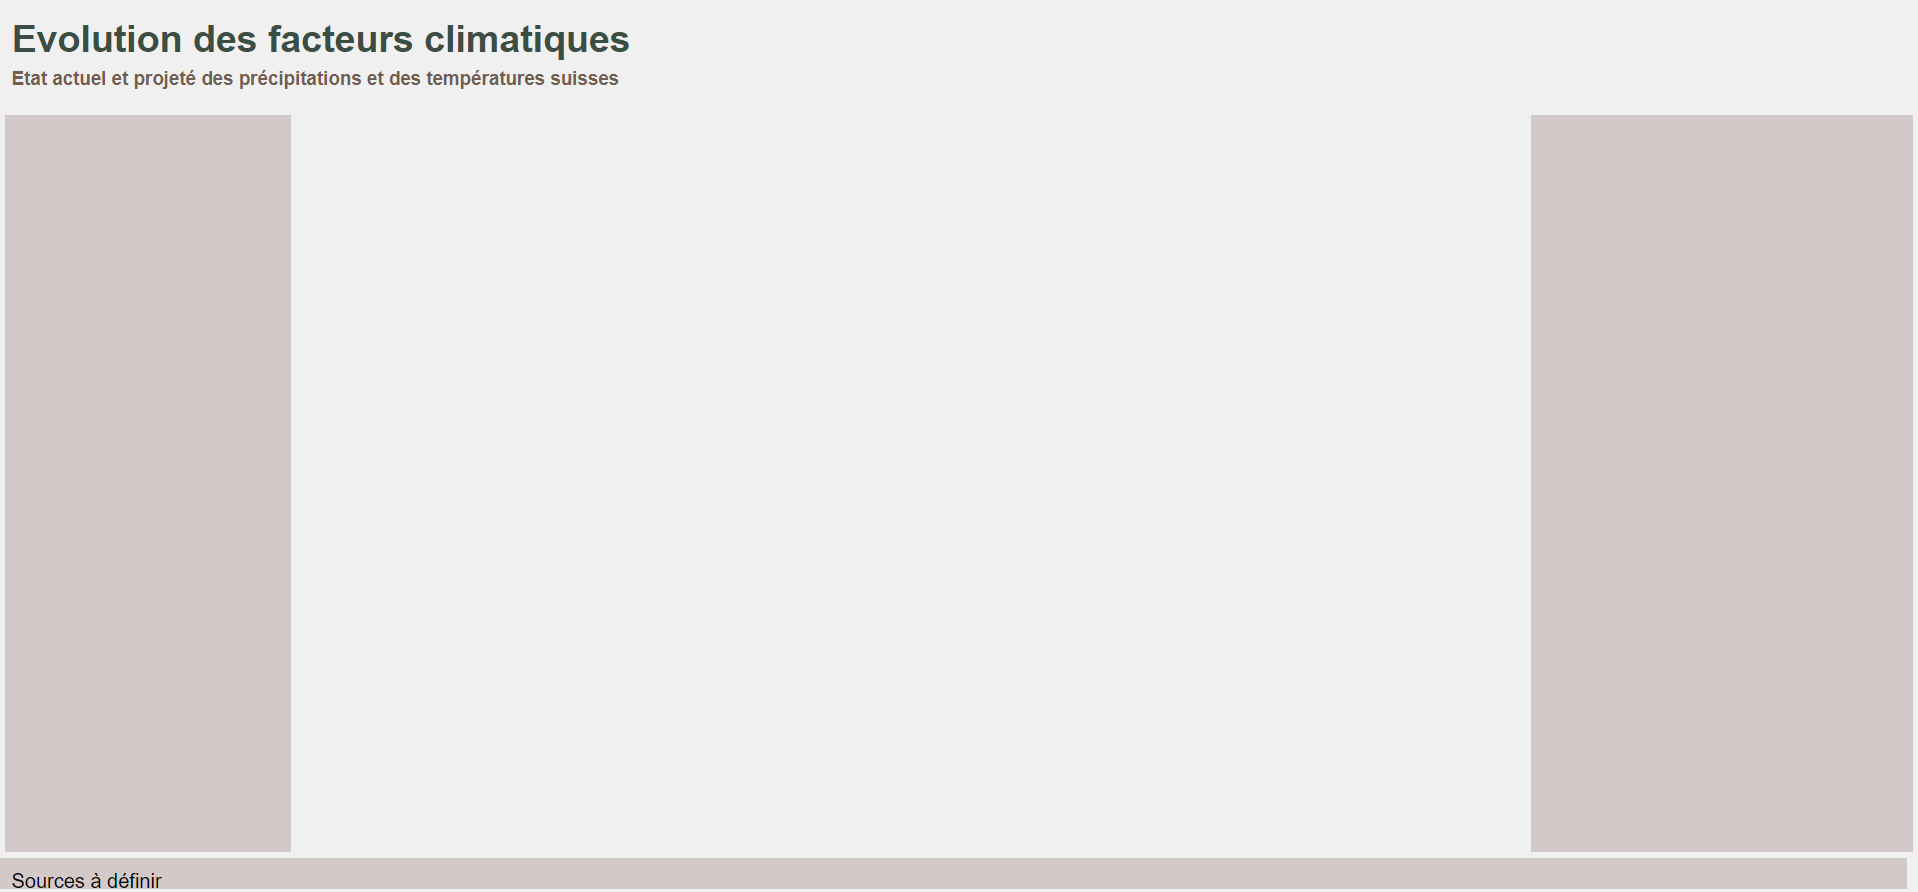 Evolution des facteurs climatiques
Etat actuel et projeté des précipitations et des températures suisses
Sources à définir